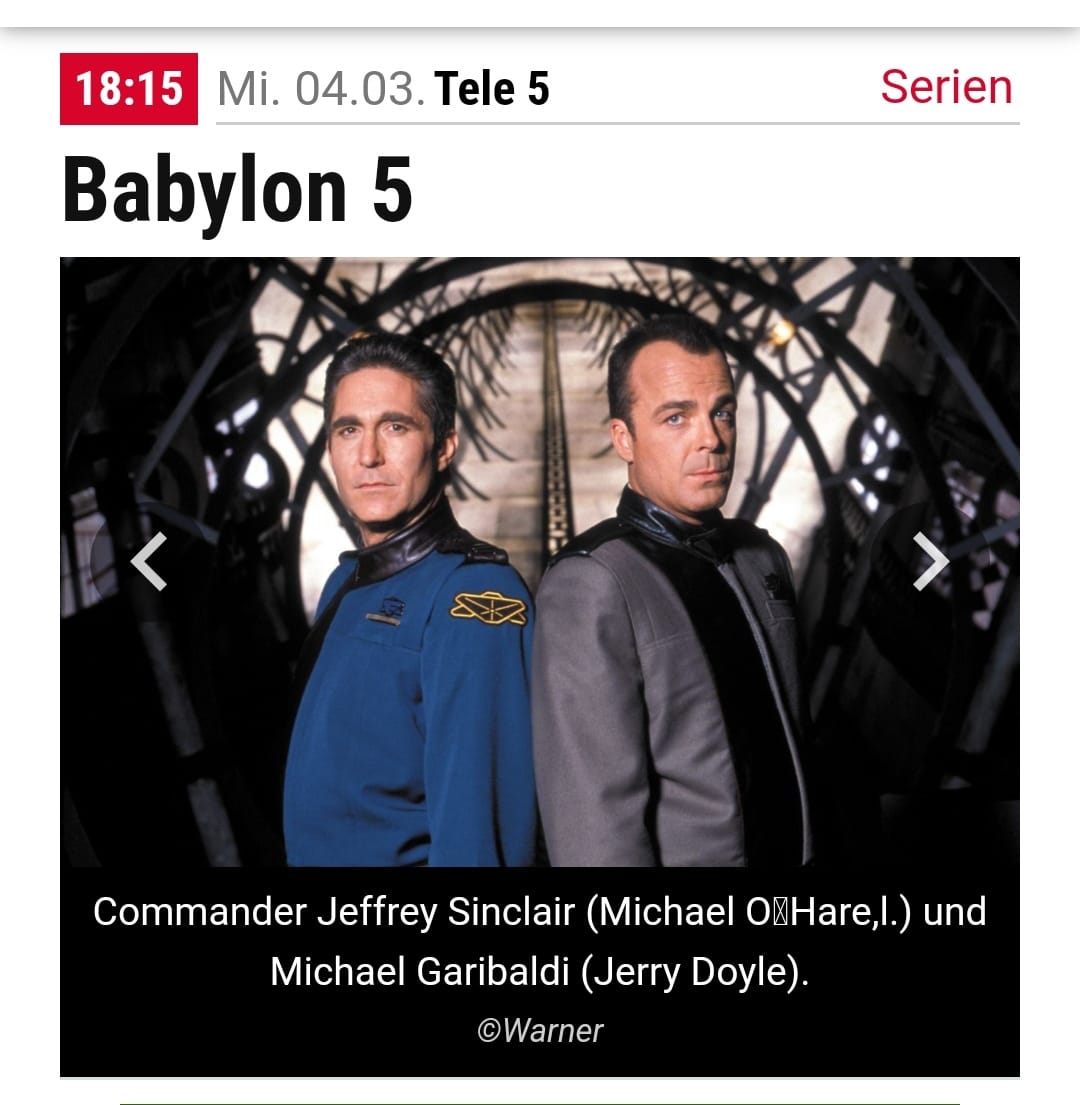 18:15 Mi. 04.03. Tele 5 Serien
Babylon 5
Commander Jeffrey Sinclair (Michael O▯Hare,l.) und
Michael Garibaldi (Jerry Doyle).
©Warner